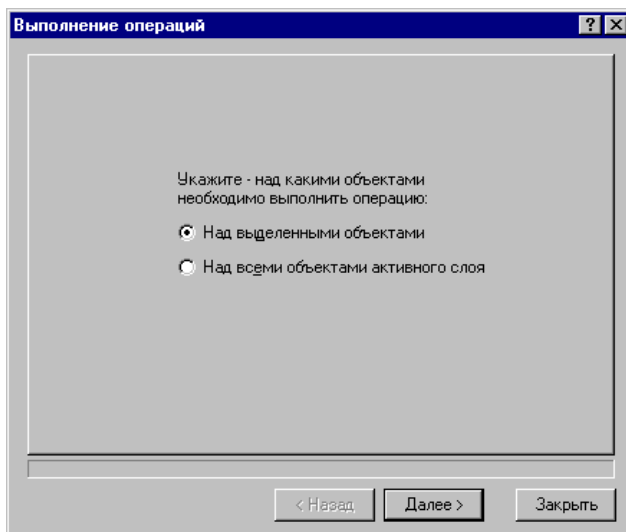 Выполнение операций
Укажите - над какими объектами
необходимо выполнить операцию:
Над выделенными объектами
Над всеми объектами активного слоя
< Назад
Далее >
Закрыть